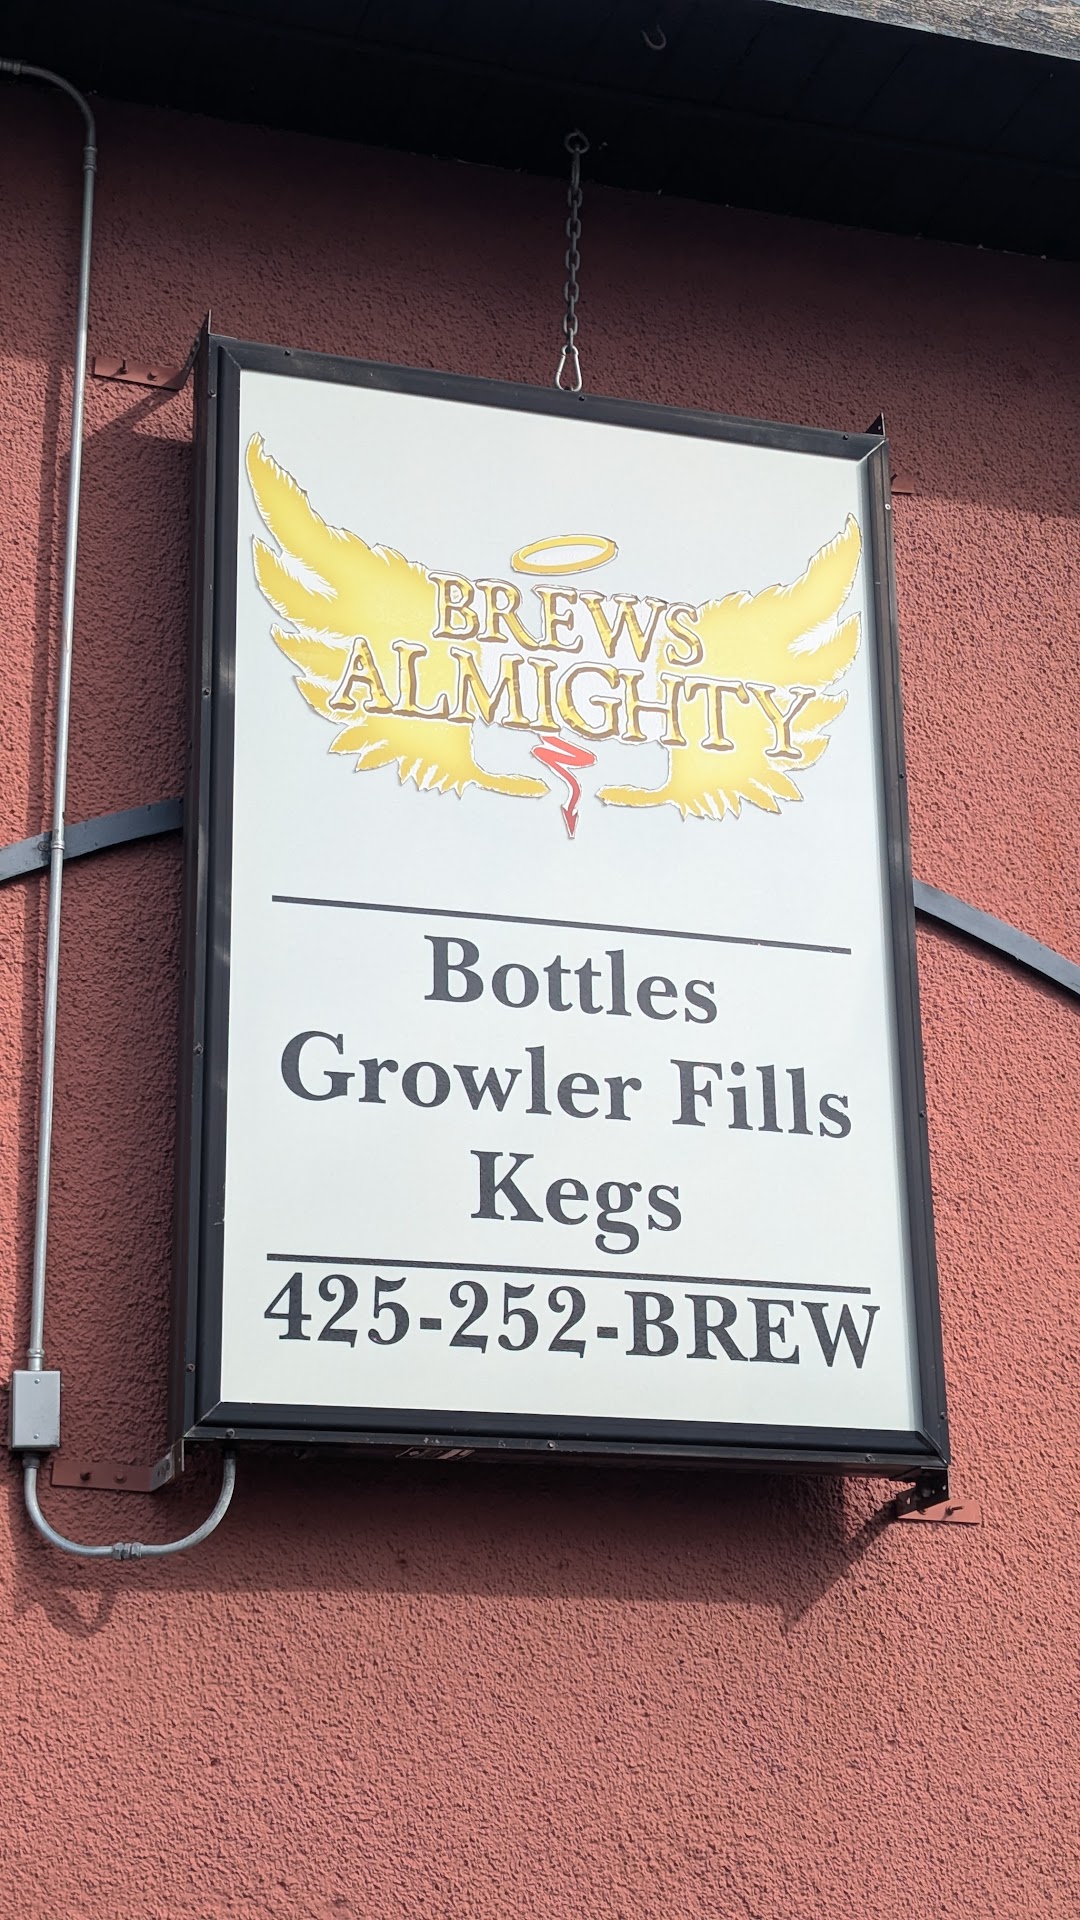 BREWS
ALMIGHTY
Bottles
Growler Fills
Kegs
425-252-BREW